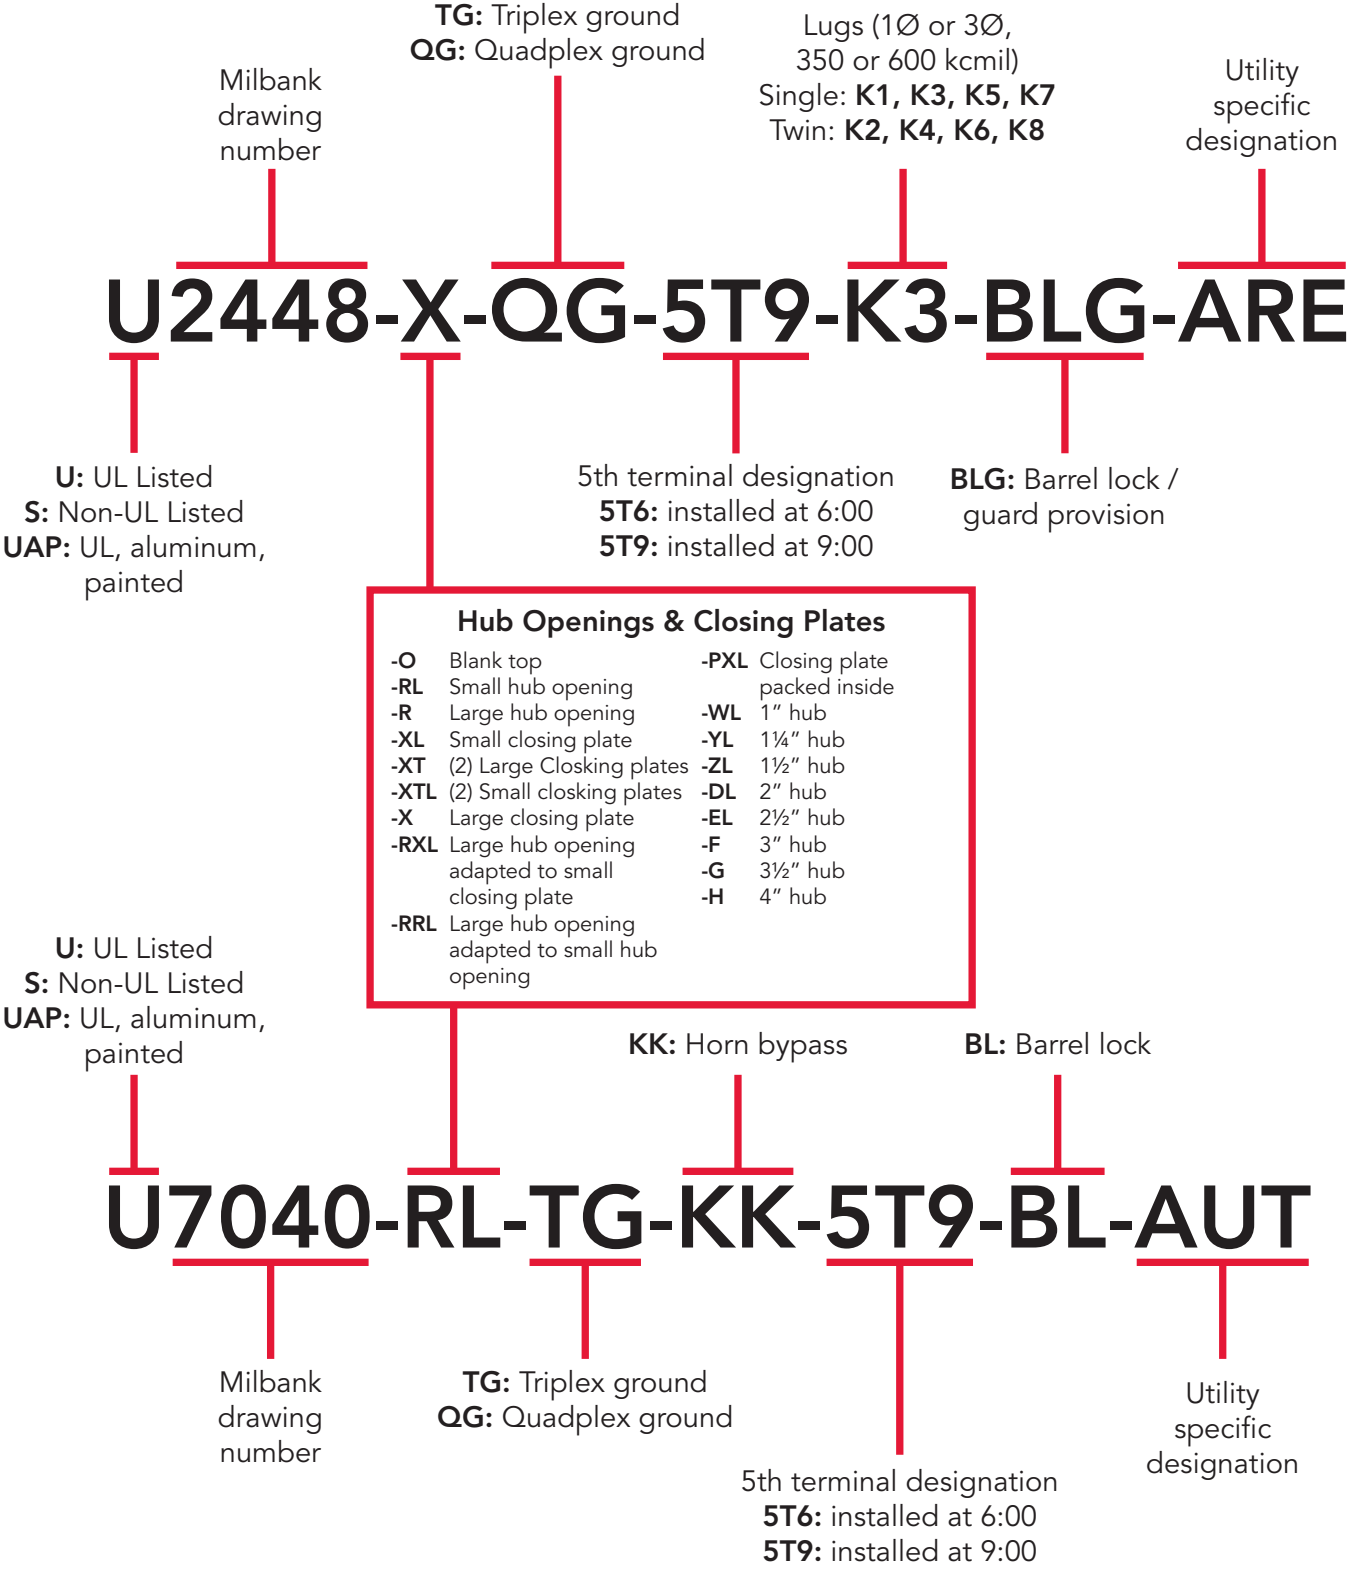 TG: Triplex ground
QG: Quadplex ground
Lugs (1Ø or 3Ø,
350 or 600 kcmil)
Single: K1, K3, K5, K7
Twin: K2, K4, K6, K8
Milbank
drawing
number
Utility
specific
designation
U2448-X-QG-5T9-K3-BLG-ARE
U: UL Listed
S: Non-UL Listed
UAP: UL, aluminum,
painted
5th terminal designation
5T6: installed at 6:00
5T9: installed at 9:00
BLG: Barrel lock /
guard provision
Hub Openings & Closing Plates
-O Blank top
-RL Small hub opening
-R Large hub opening
-XL Small closing plate
-XT (2) Large Closking plates
-XTL (2) Small closking plates
-X Large closing plate
-RXL Large hub opening
adapted to small
closing plate
-RRL Large hub opening
adapted to small hub
opening
-PXL Closing plate
packed inside
-WL 1" hub
-YL 1¼" hub
-ZL 1½" hub
-DL 2" hub
-EL 2½" hub
-F 3" hub
-G 3½" hub
-H 4" hub
U: UL Listed
S: Non-UL Listed
UAP: UL, aluminum,
painted
KK: Horn bypass
BL: Barrel lock
U7040-RL-TG-KK-5T9-BL-AUT
Milbank
drawing
number
TG: Triplex ground
QG: Quadplex ground
5th terminal designation
5T6: installed at 6:00
5T9: installed at 9:00
Utility
specific
designation